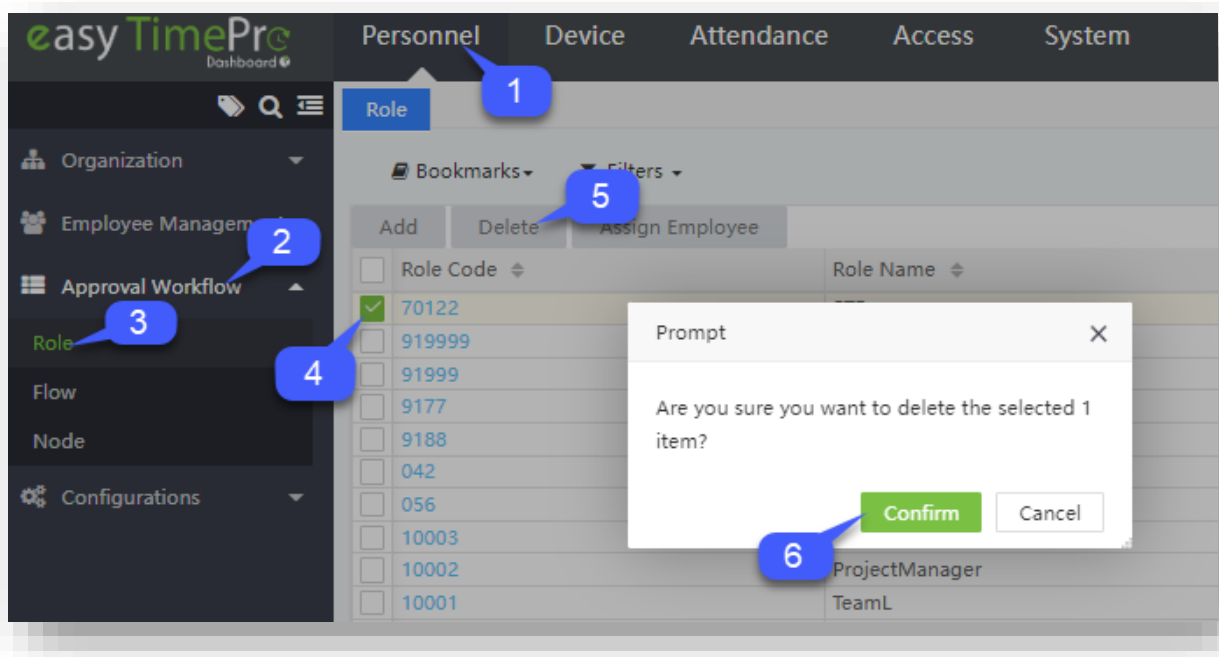 easy TimePro
Dashboard
Personnel Device Attendance Access System
1
Role
Organization
Bookmarks
Filters
5
Employee Managem
2
Add Delete Assign Employee
Role Code Role Name
Approval Workflow
3
70122
Prompt
Role
919999
4
91999
Flow
9177
Are you sure you want to delete the selected 1
item?
Node
9188
042
Configurations
056
Confirm Cancel
10003
6
10002 ProjectManager
10001 TeamL